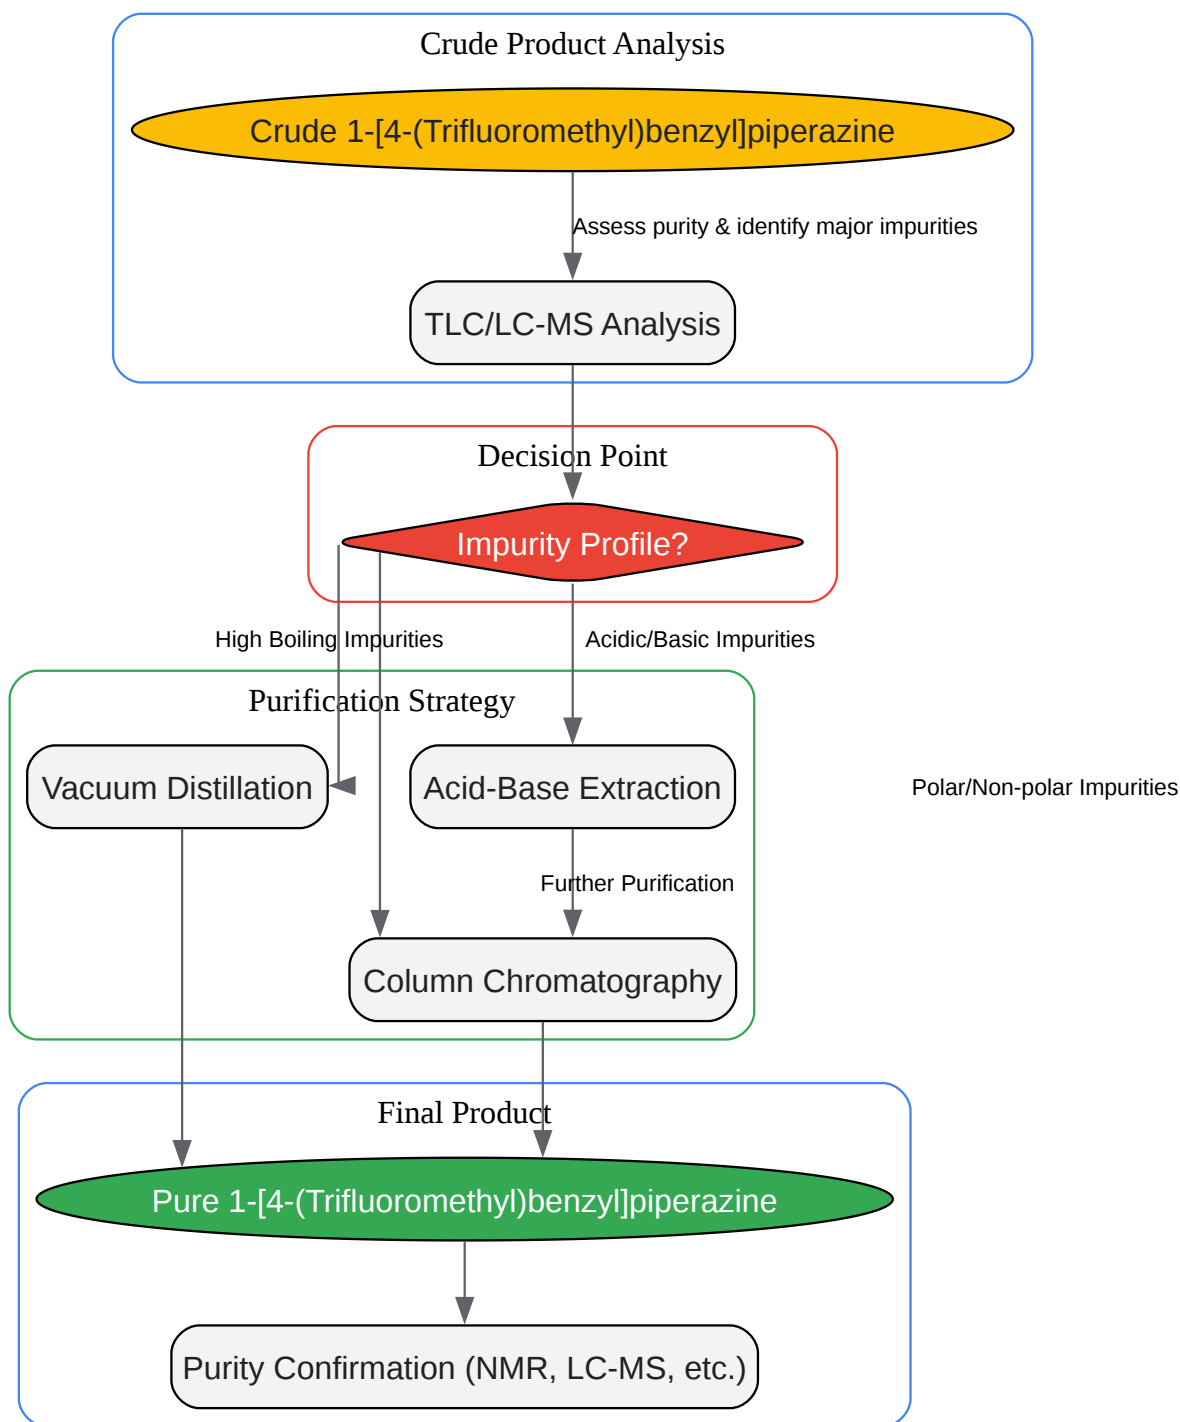 Crude Product Analysis
Crude 1-[4-(Trifluoromethyl)benzyl]piperazine
Assess purity & identify major impurities
TLC/LC-MS Analysis
Decision Point
Impurity Profile?
High Boiling Impurities
Acidic/Basic Impurities
Purification Strategy
Vacuum Distillation
Acid-Base Extraction
Polar/Non-polar Impurities
Further Purification
Column Chromatography
Final Product
Pure 1-[4-(Trifluoromethyl)benzyl]piperazine
Purity Confirmation (NMR, LC-MS, etc.)